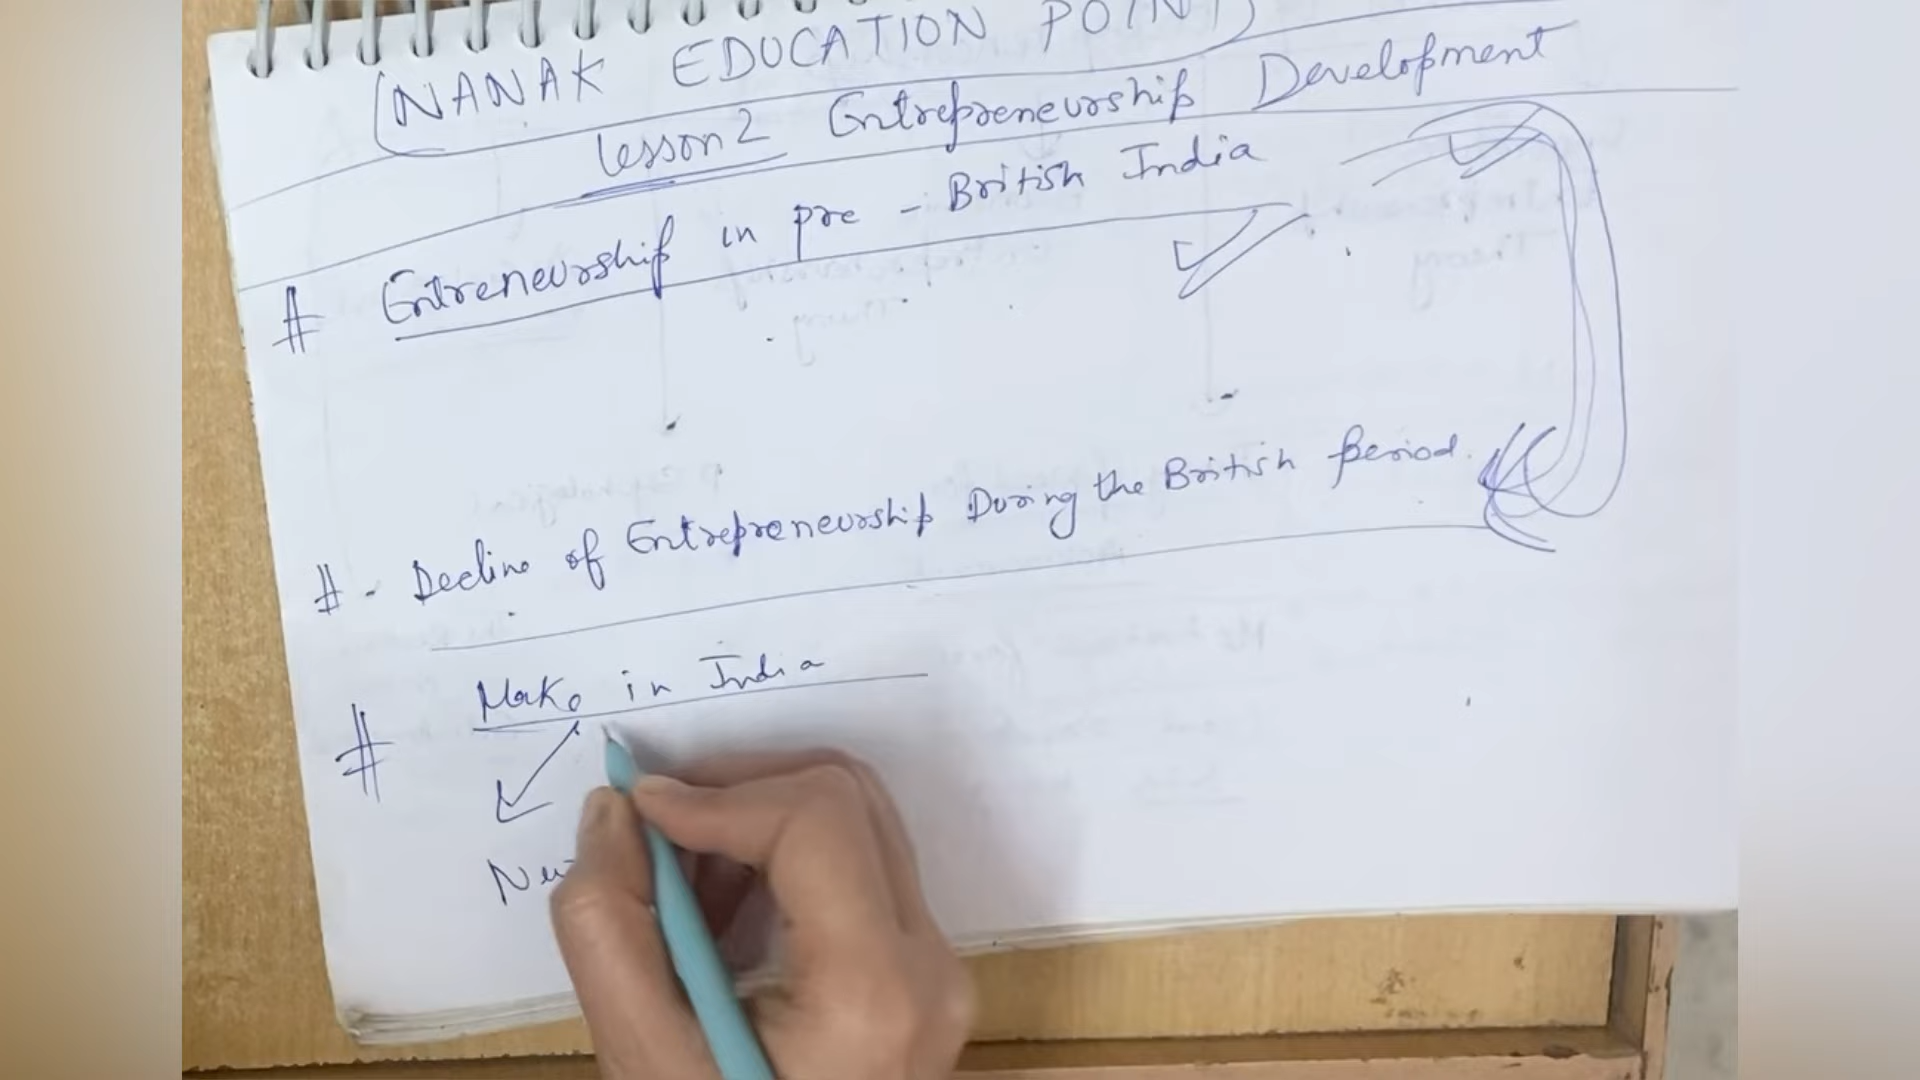 (NANAK EDUCATION POINT)
Lesson 2 Entrepreneurship Development
# Entreneurship in pre - British India
# - Decline of Entrepreneurship During the British Period.
# Make in India